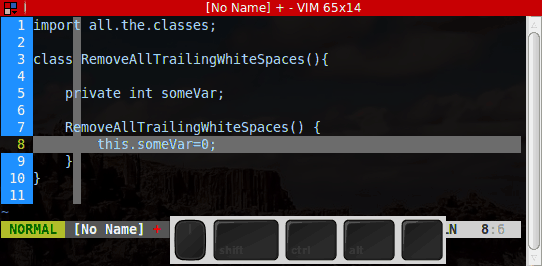 [No Name] + - VIM 65x14
1 import all.the.classes;
2
3 class RemoveAllTrailingWhiteSpaces(){
4
5 private int someVar;
6
7 RemoveAllTrailingWhiteSpaces() {
8 this.someVar=0;
9 }
10 }
11
~
NORMAL [No Name] + LN 8:6
shift ctrl alt